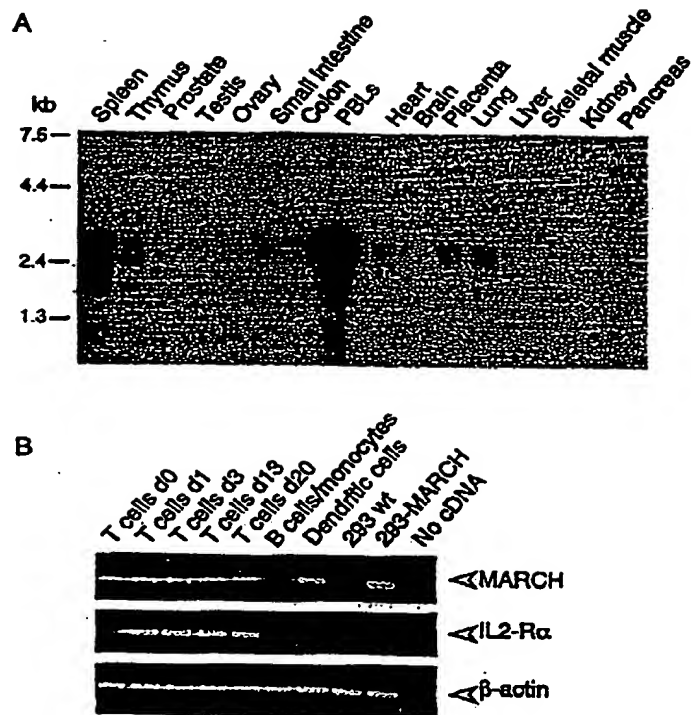 A
kb
Spleen
Thymus
Prostate
Testis
Ovary
Small Intestine
Colon
PBLs
Heart
Brain
Placenta
Lung
Liver
Skeletal muscle
Kidney
Pancreas
7.5
4.4
2.4
1.3
B
T cells d0
T cells d1
T cells d3
T cells d13
T cells d20
B cells/monocytes
Dendritic cells
293 wt
293-MARCH
No cDNA
MARCH
IL2-Rα
β-actin